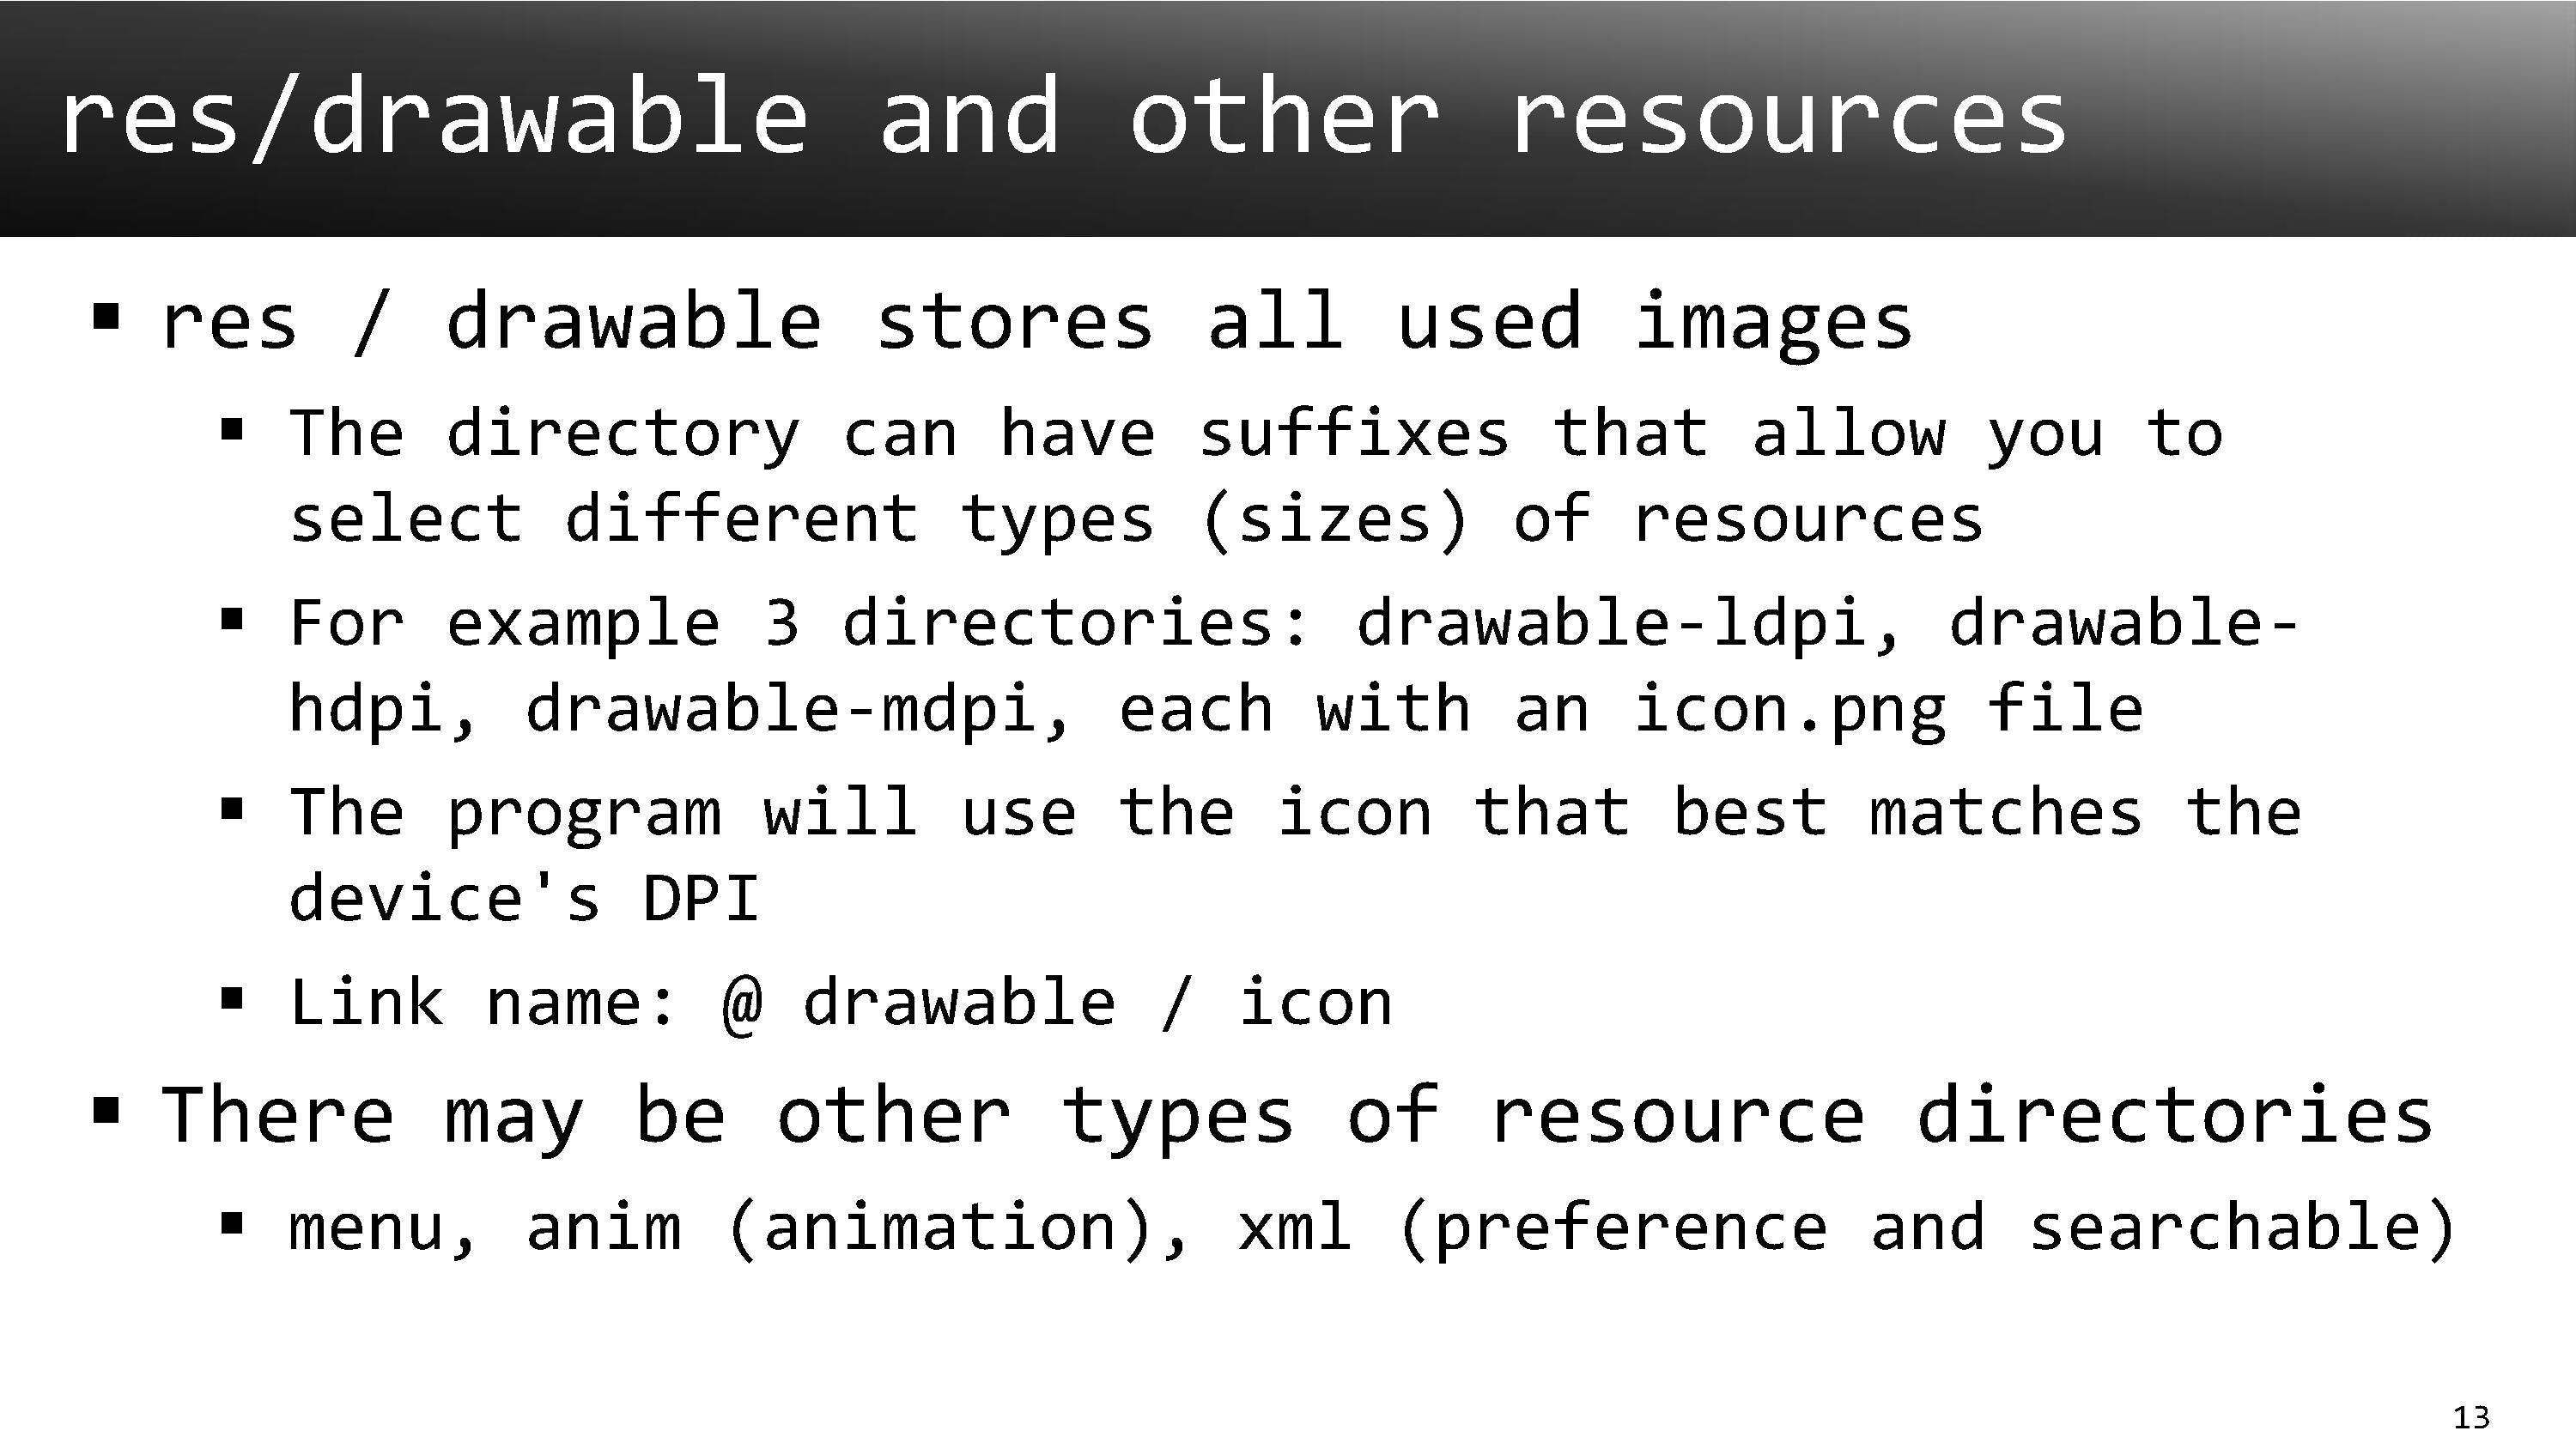 res/drawable and other resources
▪ res / drawable stores all used images
▪ The directory can have suffixes that allow you to
select different types (sizes) of resources
▪ For example 3 directories: drawable-ldpi, drawable-
hdpi, drawable-mdpi, each with an icon.png file
▪ The program will use the icon that best matches the
device's DPI
▪ Link name: @ drawable / icon
▪ There may be other types of resource directories
▪ menu, anim (animation), xml (preference and searchable)
13